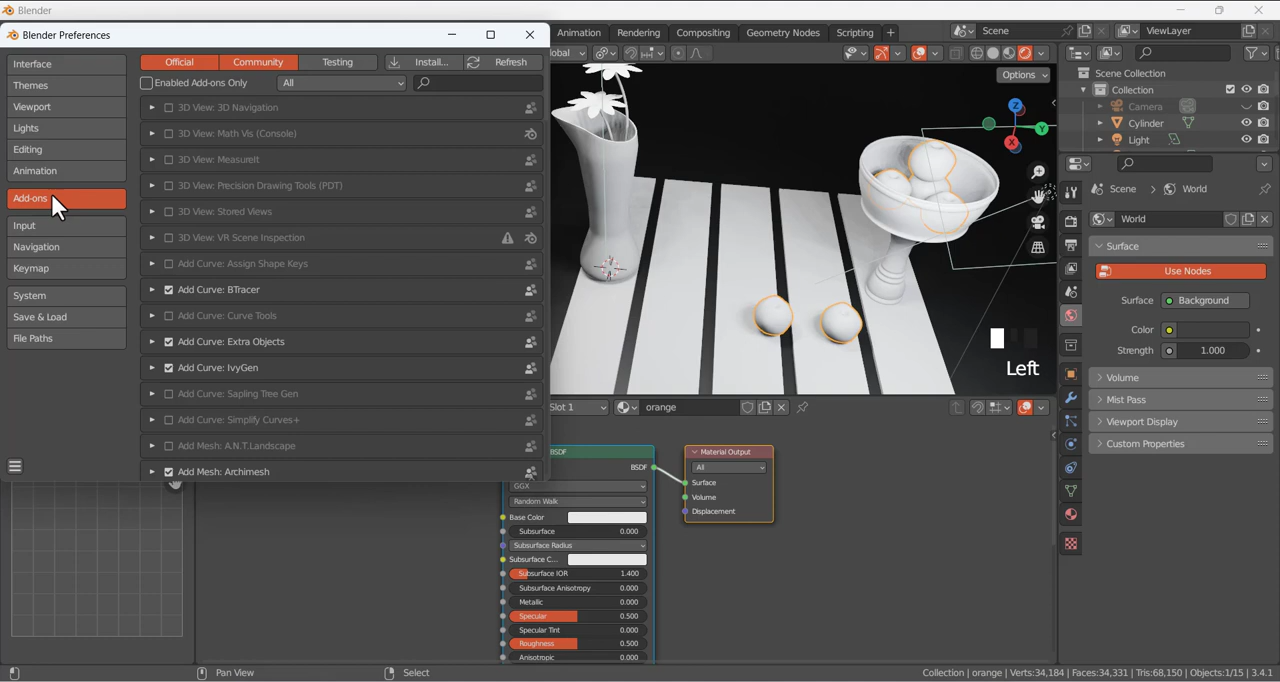 Blender
Blender Preferences
Animation Rendering Compositing Geometry Nodes Scripting + Scene ViewLayer
Interface
Themes
Viewport
Lights
Editing
Animation
Add-ons
Input
Navigation
Keymap
System
Save & Load
File Paths
Official Community Testing Install... Refresh
Enabled Add-ons Only All
3D View: 3D Navigation
3D View: Math Vis (Console)
3D View: MeasureIt
3D View: Precision Drawing Tools (PDT)
3D View: Stored Views
3D View: VR Scene Inspection
Add Curve: Assign Shape Keys
Add Curve: BTracer
Add Curve: Curve Tools
Add Curve: Extra Objects
Add Curve: IvyGen
Add Curve: Sapling Tree Gen
Add Curve: Simplify Curves+
Add Mesh: A.N.T.Landscape
Add Mesh: Archimesh
obal
Options
Z
Y
X
Left
Slot 1 orange
BSDF
BSDF
GGX
Random Walk
Base Color
Subsurface 0.000
Subsurface Radius
Subsurface C...
Subsurface IOR 1.400
Subsurface Anisotropy 0.000
Metallic 0.000
Specular 0.500
Specular Tint 0.000
Roughness 0.500
Anisotropic 0.000
Material Output
All
Surface
Volume
Displacement
Scene Collection
Collection
Camera
Cylinder
Light
Scene > World
World
Surface
Use Nodes
Surface Background
Color
Strength 1.000
Volume
Mist Pass
Viewport Display
Custom Properties
Pan View Select Collection | orange | Verts:34,184 | Faces:34,331 | Tris:68,150 | Objects:1/15 | 3.4.1